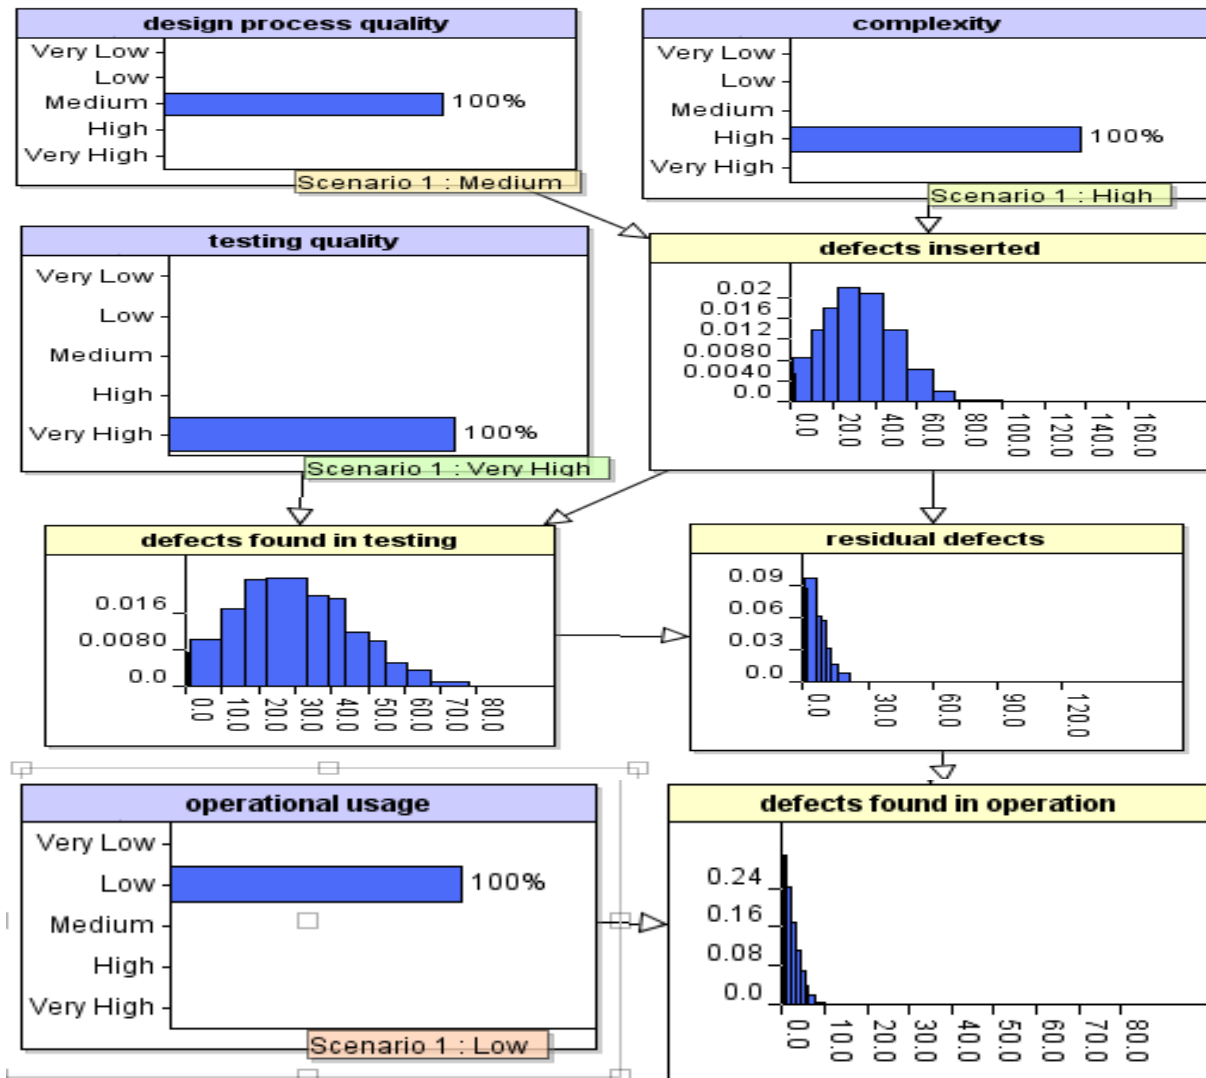 design process quality
Very Low
Low
Medium
High
Very High
100%
Scenario 1 : Medium
complexity
Very Low
Low
Medium
High
Very High
100%
Scenario 1 : High
testing quality
Very Low
Low
Medium
High
Very High
100%
Scenario 1 : Very High
defects inserted
0.02
0.016
0.012
0.0080
0.0040
0.0
0.0
20.0
40.0
60.0
80.0
100.0
120.0
140.0
160.0
defects found in testing
0.016
0.0080
0.0
0.0
10.0
20.0
30.0
40.0
50.0
60.0
70.0
80.0
residual defects
0.09
0.06
0.03
0.0
0.0
30.0
60.0
90.0
120.0
operational usage
Very Low
Low
Medium
High
Very High
100%
Scenario 1 : Low
defects found in operation
0.24
0.16
0.08
0.0
0.0
10.0
20.0
30.0
40.0
50.0
60.0
70.0
80.0